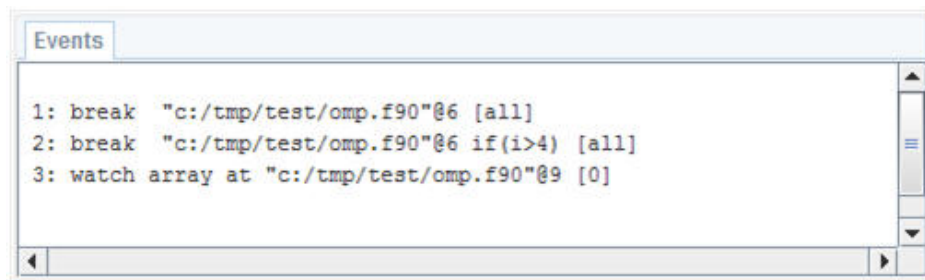 Events
1: break  "c:/tmp/test/omp.f90"@6 [all]
2: break  "c:/tmp/test/omp.f90"@6 if(i>4) [all]
3: watch array at "c:/tmp/test/omp.f90"@9 [0]